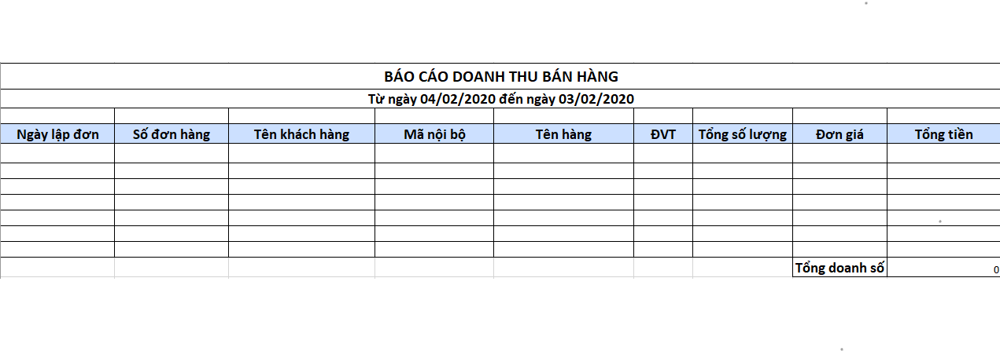 BÁO CÁO DOANH THU BÁN HÀNG
Từ ngày 04/02/2020 đến ngày 03/02/2020
Ngày lập đơn Số đơn hàng Tên khách hàng Mã nội bộ Tên hàng ĐVT Tổng số lượng Đơn giá Tổng tiền
Tổng doanh số 0